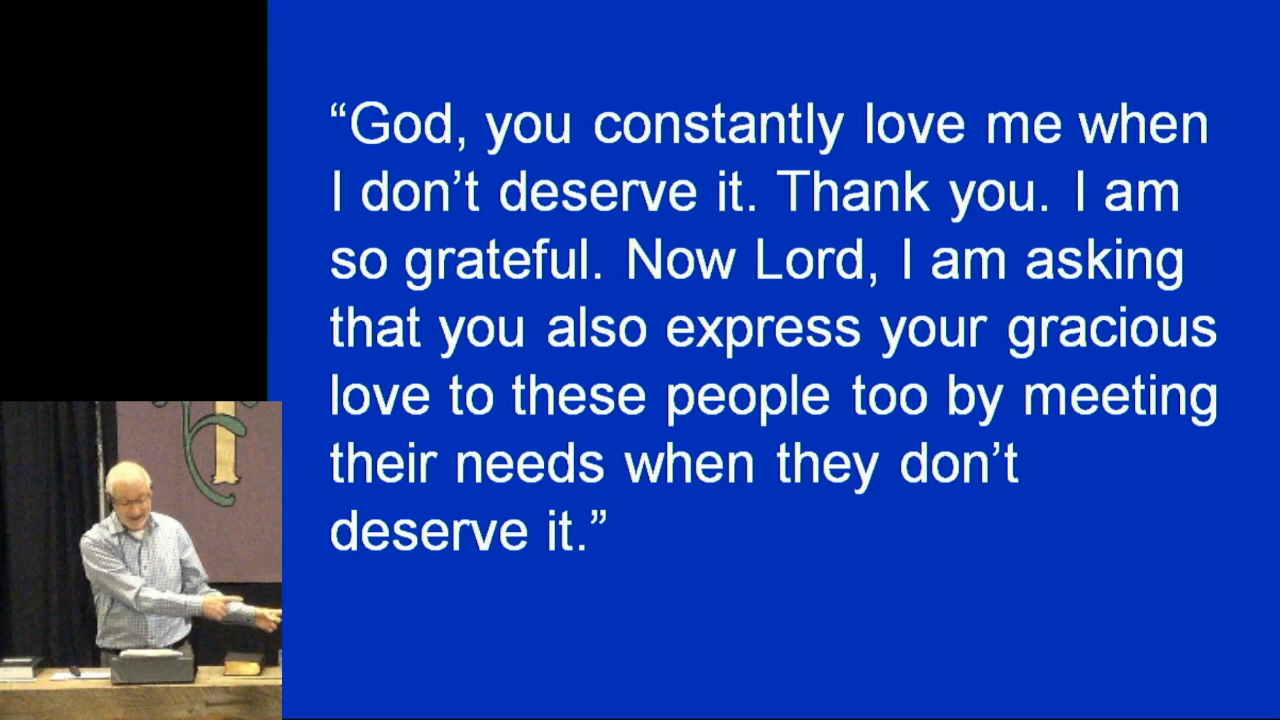 “God, you constantly love me when
I don’t deserve it. Thank you. I am
so grateful. Now Lord, I am asking
that you also express your gracious
love to these people too by meeting
their needs when they don’t
deserve it.”